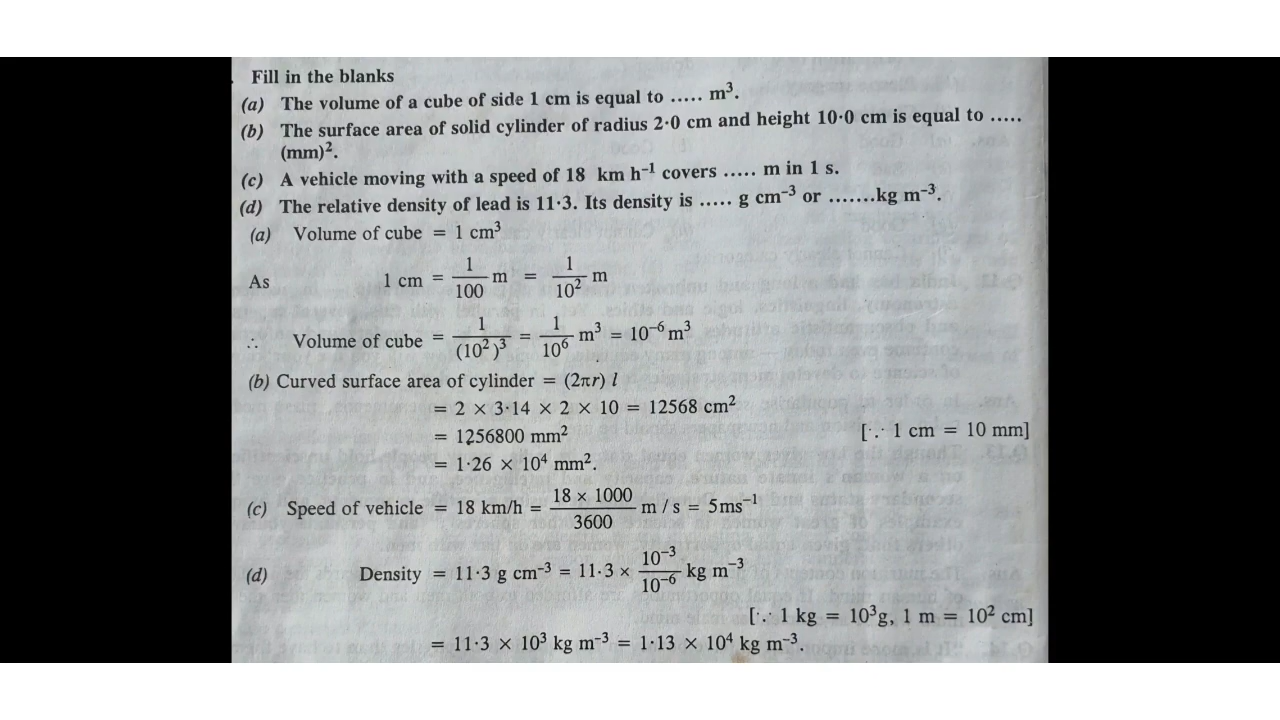 Fill in the blanks
(a) The volume of a cube of side 1 cm is equal to ..... m³.
(b) The surface area of solid cylinder of radius 2·0 cm and height 10·0 cm is equal to .....
(mm)².
(c) A vehicle moving with a speed of 18 km h⁻¹ covers ..... m in 1 s.
(d) The relative density of lead is 11·3. Its density is ..... g cm⁻³ or .......kg m⁻³.
(a) Volume of cube = 1 cm³
As 1 cm = 1/100 m = 1/10² m
∴ Volume of cube = 1/(10²)³ = 1/10⁶ m³ = 10⁻⁶ m³
(b) Curved surface area of cylinder = (2πr) l
= 2 × 3·14 × 2 × 10 = 12568 cm²
= 1256800 mm² [∵ 1 cm = 10 mm]
= 1·26 × 10⁴ mm².
(c) Speed of vehicle = 18 km/h = 18 × 1000/3600 m / s = 5ms⁻¹
(d) Density = 11·3 g cm⁻³ = 11·3 × 10⁻³/10⁻⁶ kg m⁻³
[∵ 1 kg = 10³g, 1 m = 10² cm]
= 11·3 × 10³ kg m⁻³ = 1·13 × 10⁴ kg m⁻³.